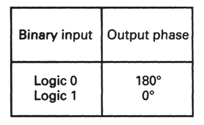 Binary input Output phase
Logic 0 180°
Logic 1 0°